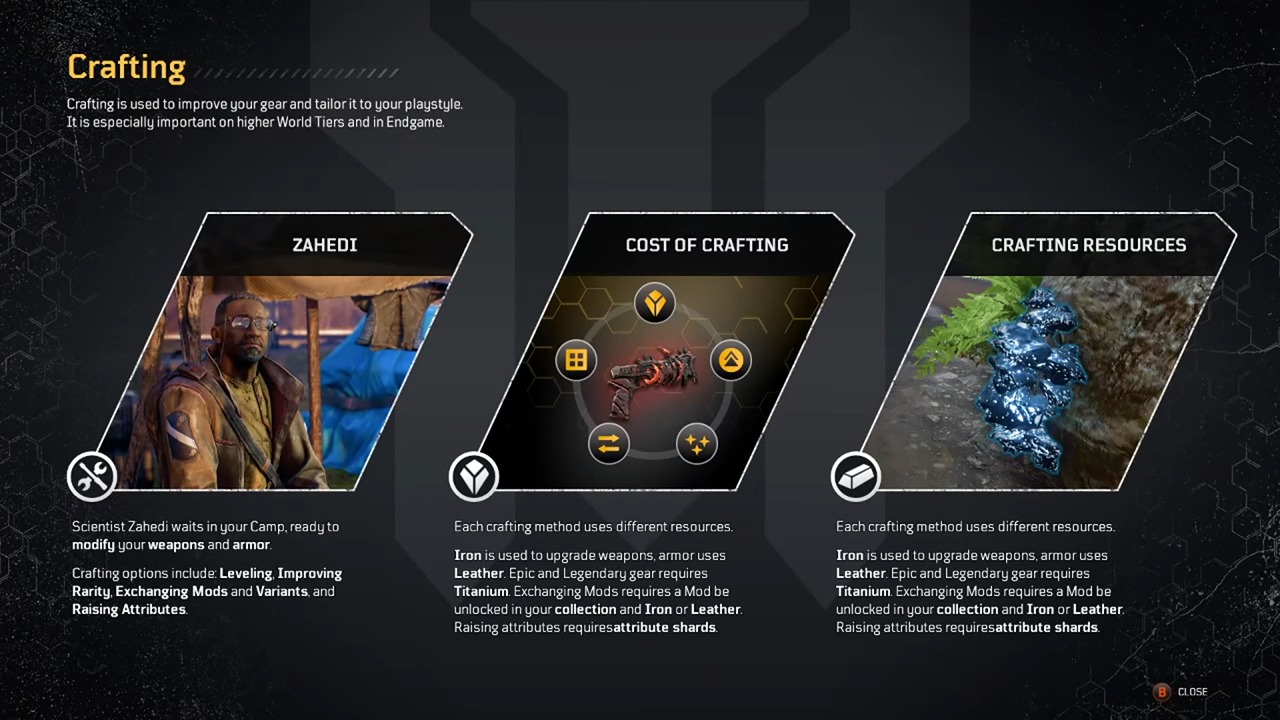 Crafting
Crafting is used to improve your gear and tailor it to your playstyle.
It is especially important on higher World Tiers and in Endgame.
ZAHEDI
Scientist Zahedi waits in your Camp, ready to
modify your weapons and armor.
Crafting options include: Leveling, Improving
Rarity, Exchanging Mods and Variants, and
Raising Attributes.
COST OF CRAFTING
Each crafting method uses different resources.
Iron is used to upgrade weapons, armor uses
Leather. Epic and Legendary gear requires
Titanium. Exchanging Mods requires a Mod be
unlocked in your collection and Iron or Leather.
Raising attributes requiresattribute shards.
CRAFTING RESOURCES
Each crafting method uses different resources.
Iron is used to upgrade weapons, armor uses
Leather. Epic and Legendary gear requires
Titanium. Exchanging Mods requires a Mod be
unlocked in your collection and Iron or Leather.
Raising attributes requiresattribute shards.
B CLOSE